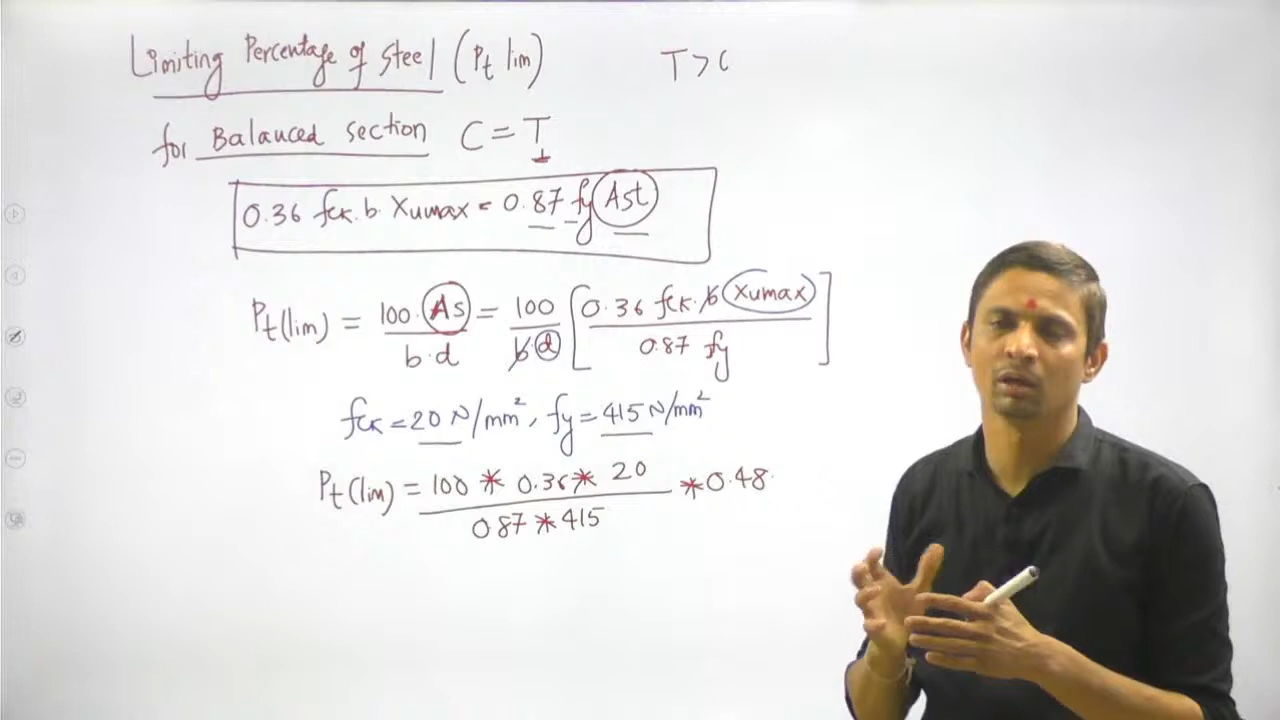 Limiting Percentage of Steel (Pt lim) T > C
for Balanced section C = T
0.36 fck. b. Xumax = 0.87 fy Ast
Pt(lim) = 100. As / b.d = 100 / b.d [0.36 fck. b Xumax / 0.87 fy]
fck = 20 N/mm², fy = 415 N/mm²
Pt(lim) = 100 * 0.36 * 20 / 0.87 * 415 * 0.48